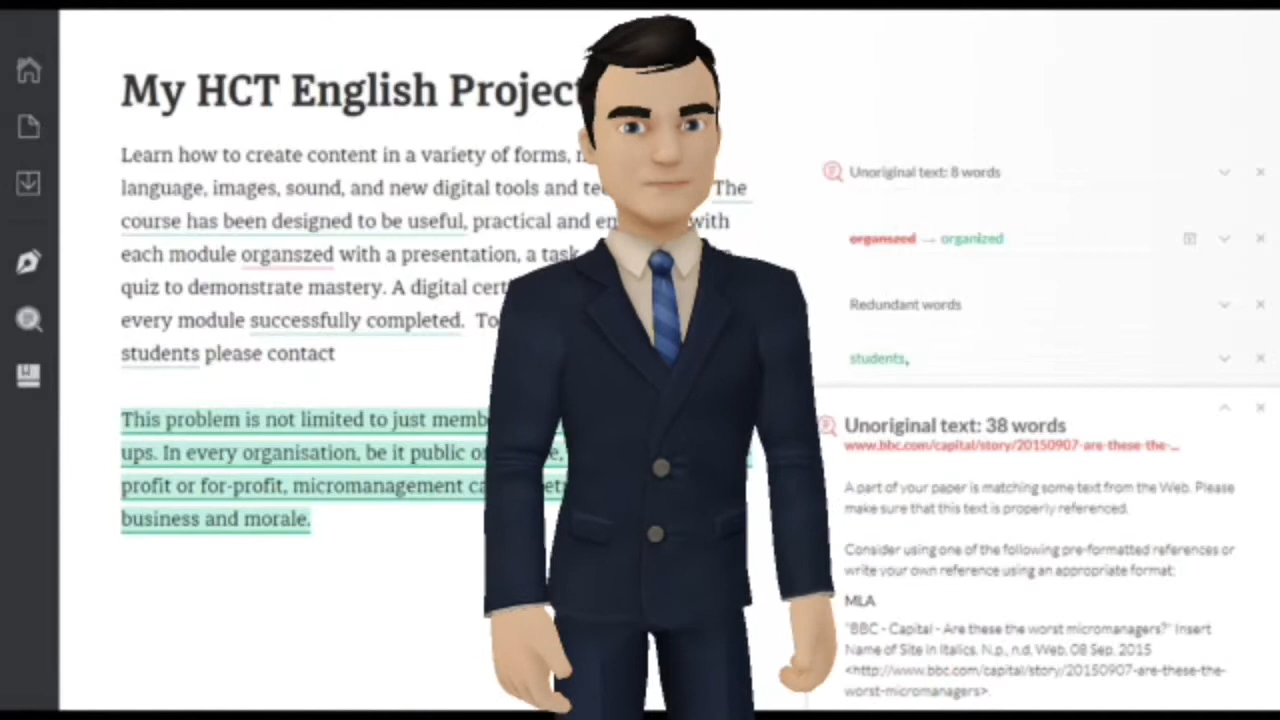 My HCT English Project
Learn how to create content in a variety of forms,
language, images, sound, and new digital tools and The
course has been designed to be useful, practical and with
each module organszed with a presentation, a task
quiz to demonstrate mastery. A digital
every module successfully completed. To
students please contact
This problem is not limited to just
ups. In every organisation, be it public or
profit or for-profit, micromanagement
business and morale.
Unoriginal text: 8 words
organszed → organized
Redundant words
students,
Unoriginal text: 38 words
www.bbc.com/capital/story/20150907-are-these-the-...
A part of your paper is matching some text from the Web. Please
make sure that this text is properly referenced.
Consider using one of the following pre-formatted references or
write your own reference using an appropriate format:
MLA
"BBC - Capital - Are these the worst micromanagers?" Insert
Name of Site in Italics. N.p., n.d. Web. 08 Sep. 2015
<http://www.bbc.com/capital/story/20150907-are-these-the-
worst-micromanagers>.